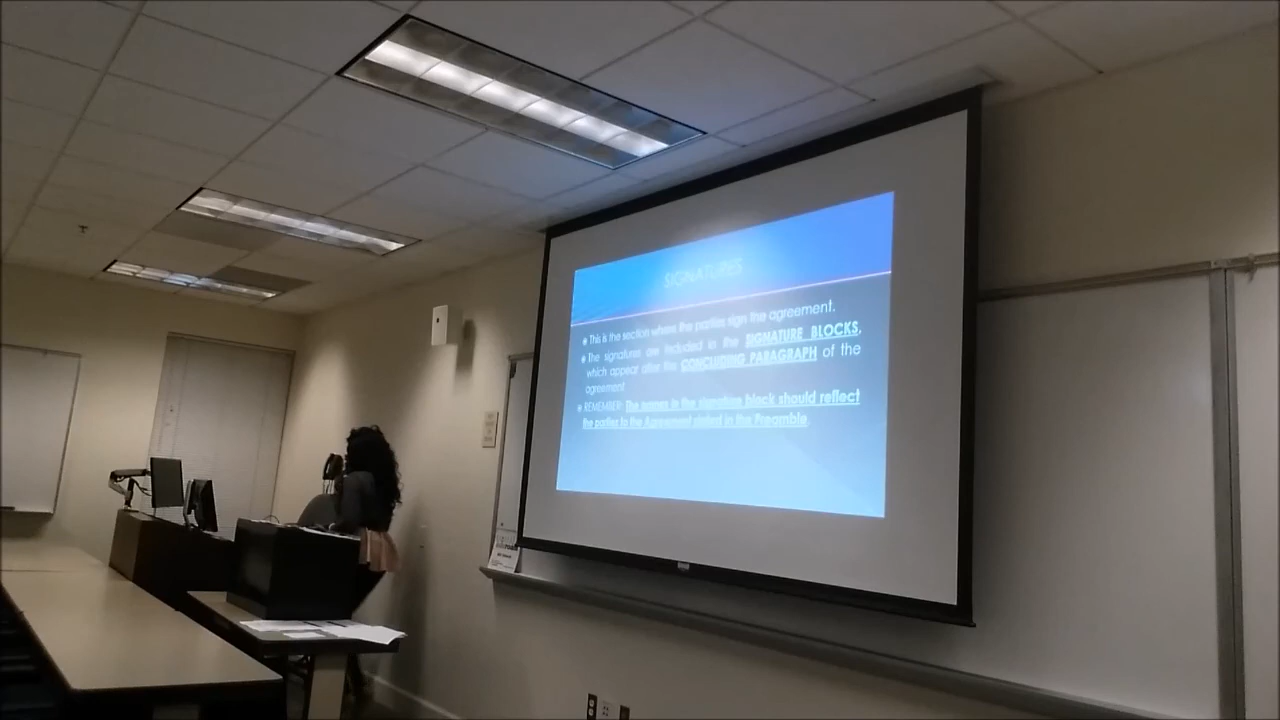 SIGNATURES
This is the section where the parties sign the agreement.
The signatures are included in the SIGNATURE BLOCKS,
which appear after the CONCLUDING PARAGRAPH of the
agreement
REMEMBER: The names in the signature block should reflect
the parties to the Agreement stated in the Preamble.